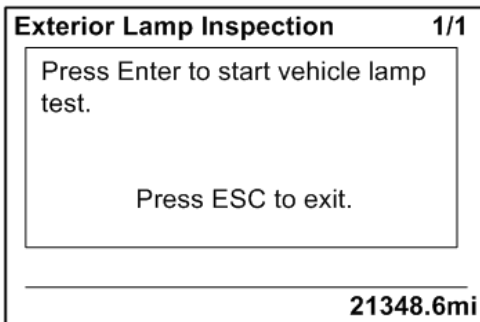 Exterior Lamp Inspection 1/1
Press Enter to start vehicle lamp
test.
Press ESC to exit.
21348.6mi